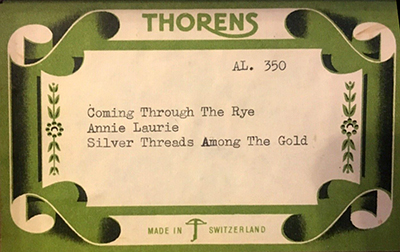 THORENS
AL. 350
Coming Through The Rye
Annie Laurie
Silver Threads Among The Gold
MADE IN SWITZERLAND